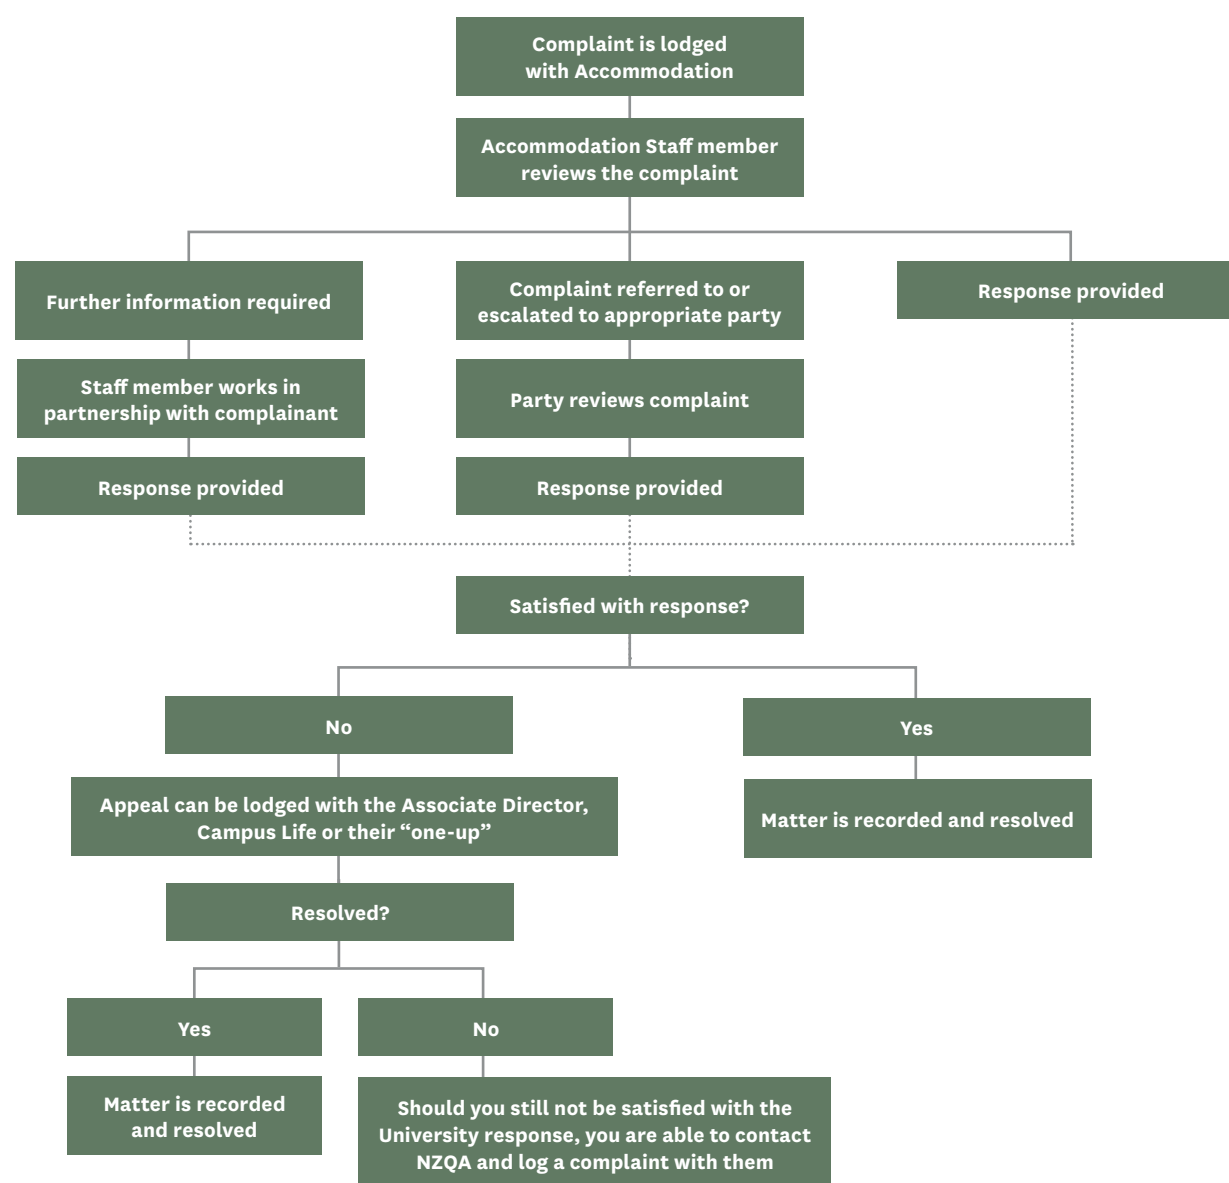 Complaint is lodged
with Accommodation
Accommodation Staff member
reviews the complaint
Further information required
Complaint referred to or
escalated to appropriate party
Response provided
Staff member works in
partnership with complainant
Party reviews complaint
Response provided
Response provided
Satisfied with response?
No
Yes
Appeal can be lodged with the Associate Director,
Campus Life or their “one-up”
Matter is recorded and resolved
Resolved?
Yes
No
Matter is recorded
and resolved
Should you still not be satisfied with the
University response, you are able to contact
NZQA and log a complaint with them